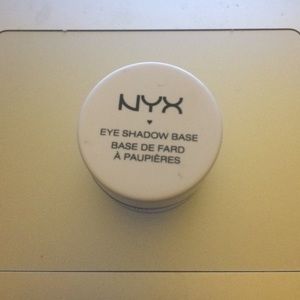 NYX
EYE SHADOW BASE
BASE DE FARD
À PAUPIÈRES